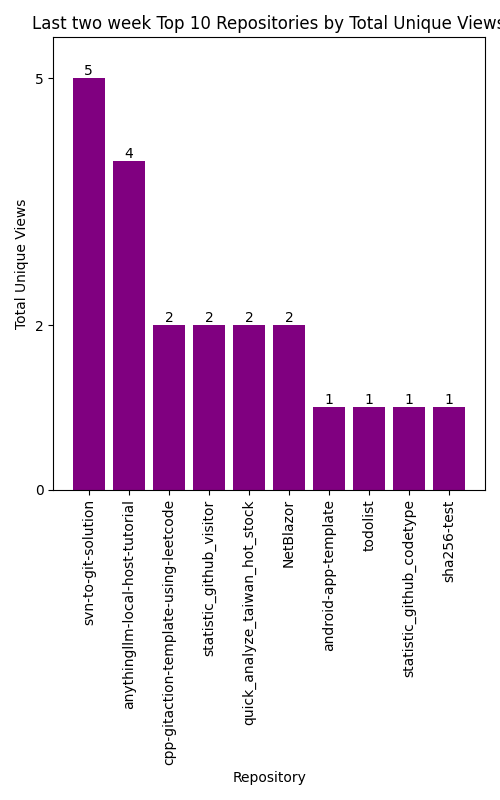 Last two week Top 10 Repositories by Total Unique Views
5
4
2
2
2
2
1
1
1
1
5
2
0
Total Unique Views
svn-to-git-solution
anythingllm-local-host-tutorial
cpp-gitaction-template-using-leetcode
statistic_github_visitor
quick_analyze_taiwan_hot_stock
NetBlazor
android-app-template
todolist
statistic_github_codetype
sha256-test
Repository